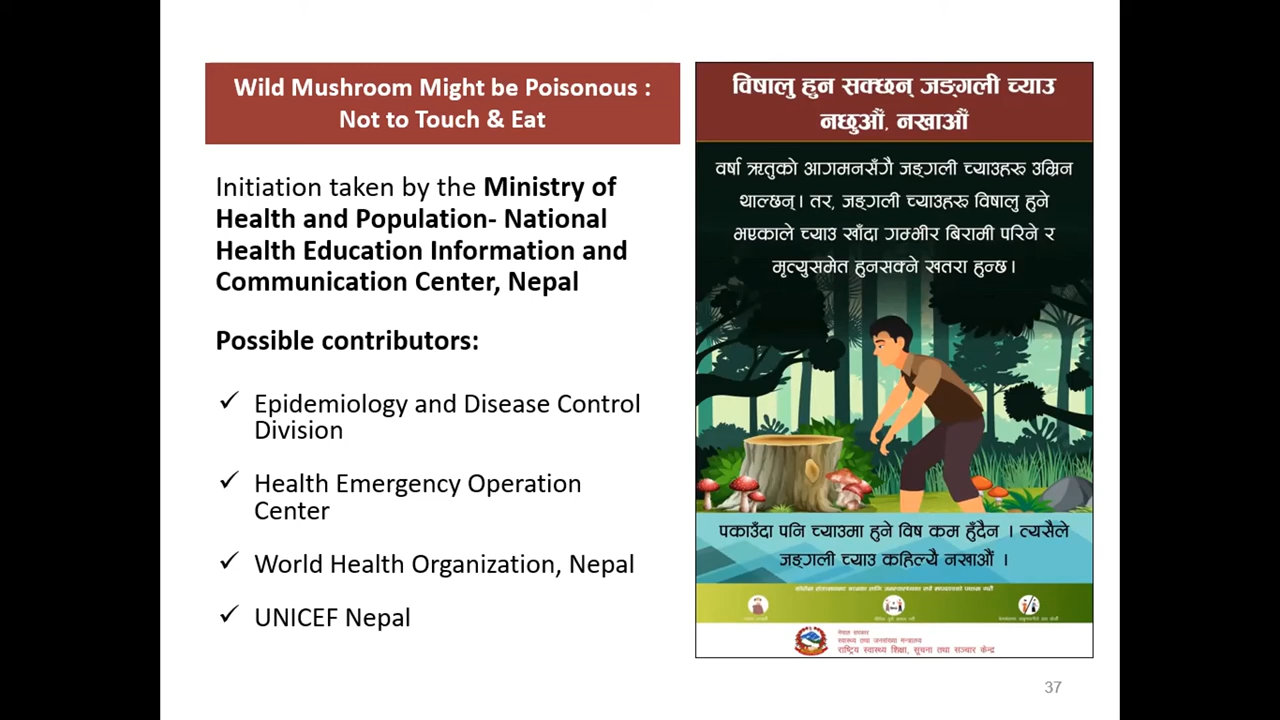 Wild Mushroom Might be Poisonous :
Not to Touch & Eat
Initiation taken by the Ministry of
Health and Population- National
Health Education Information and
Communication Center, Nepal
Possible contributors:
✓ Epidemiology and Disease Control
Division
✓ Health Emergency Operation
Center
✓ World Health Organization, Nepal
✓ UNICEF Nepal
विषालु हुन सक्छन् जङ्गली च्याउ
नछुऔँ, नखाऔँ
वर्षा ऋतुको आगमनसँगै जङ्गली च्याउहरू उम्रिन
थाल्छन् । तर, जङ्गली च्याउहरू विषालु हुने
भएकाले च्याउ खाँदा गम्भीर बिरामी परिने र
मृत्युसमेत हुनसक्ने खतरा हुन्छ ।
पकाउँदा पनि च्याउमा हुने विष कम हुँदैन । त्यसैले
जङ्गली च्याउ कहिल्यै नखाऔं ।
नेपाल सरकार
स्वास्थ्य तथा जनसंख्या मन्त्रालय
राष्ट्रिय स्वास्थ्य शिक्षा, सूचना तथा सञ्चार केन्द्र
37